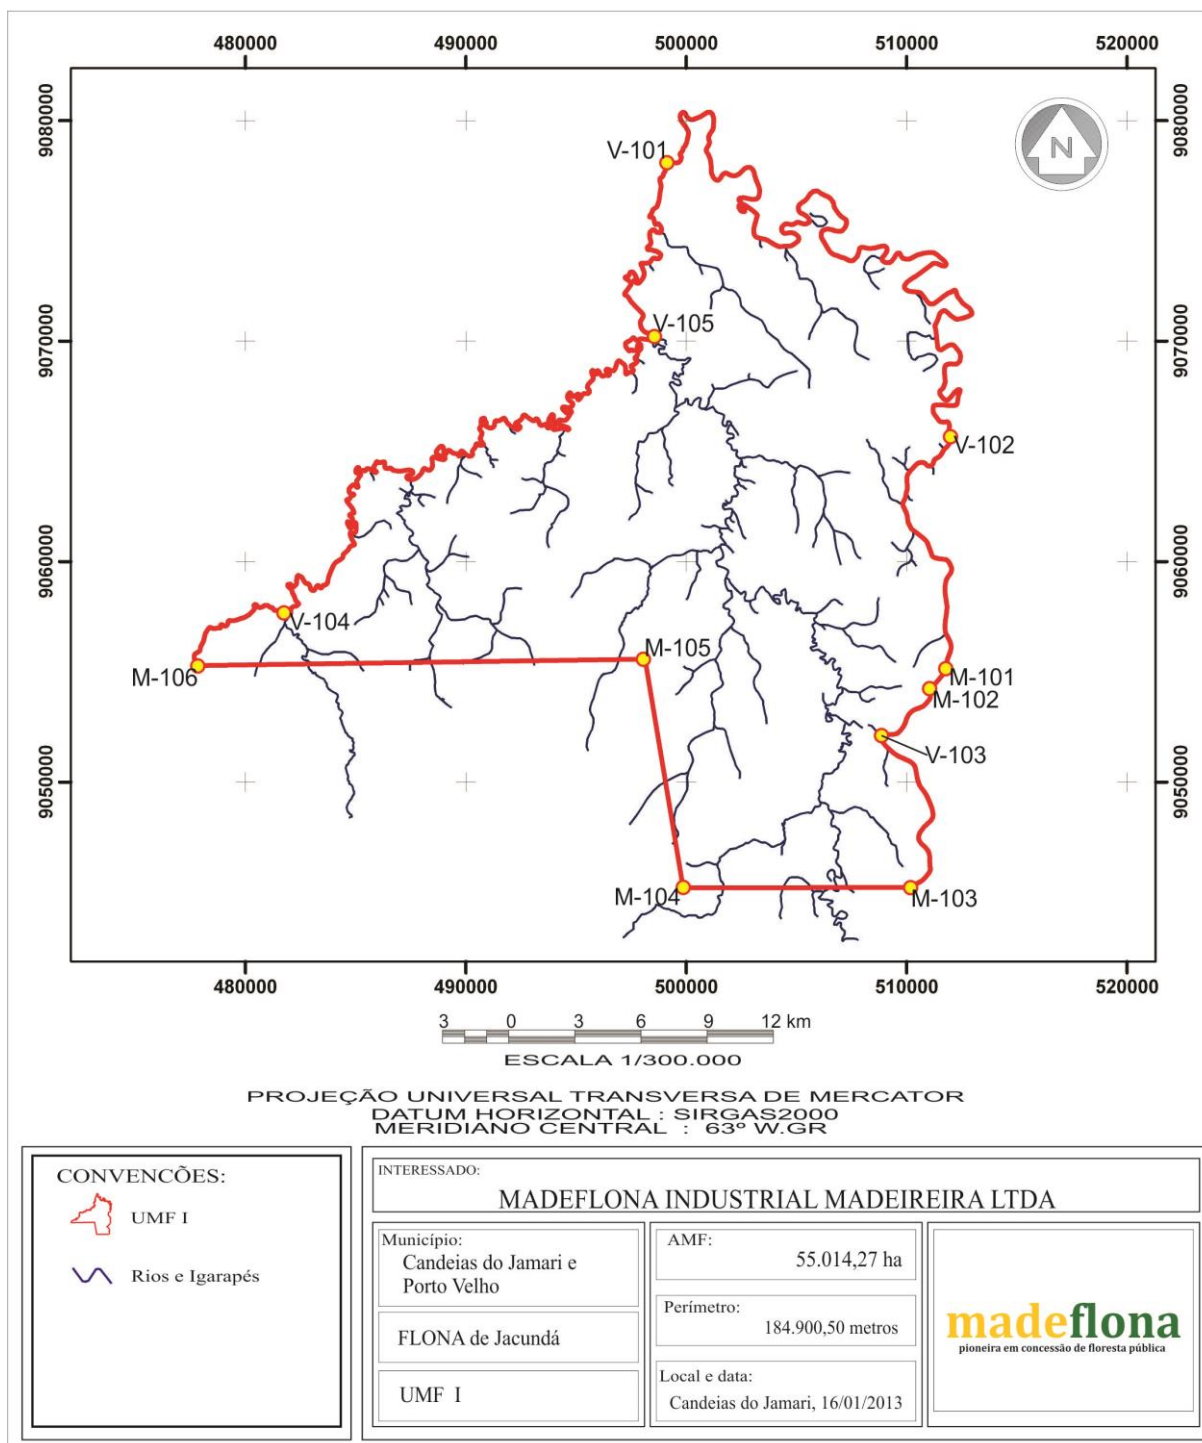 480000 490000 500000 510000 520000
9080000 9080000
V-101
V-105
9070000 9070000
V-102
9060000 9060000
V-104
M-105
M-106
M-101
M-102
V-103
9050000 9050000
M-104
M-103
480000 490000 500000 510000 520000
N
3 0 3 6 9 12 km
ESCALA 1/300.000
PROJEÇÃO UNIVERSAL TRANSVERSA DE MERCATOR
DATUM HORIZONTAL : SIRGAS2000
MERIDIANO CENTRAL : 63º W.GR
CONVENCÕES:
UMF I
Rios e Igarapés
INTERESSADO:
MADEFLONA INDUSTRIAL MADEIREIRA LTDA
Município:
Candeias do Jamari e
Porto Velho
FLONA de Jacundá
UMF I
AMF:
55.014,27 ha
Perímetro:
184.900,50 metros
Local e data:
Candeias do Jamari, 16/01/2013
madeflona
pioneira em concessão de floresta pública